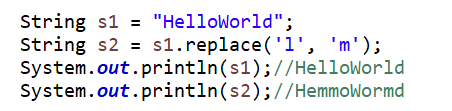 String s1 = "HelloWorld";
String s2 = s1.replace('l', 'm');
System.out.println(s1);//HelloWorld
System.out.println(s2);//HemmoWormd